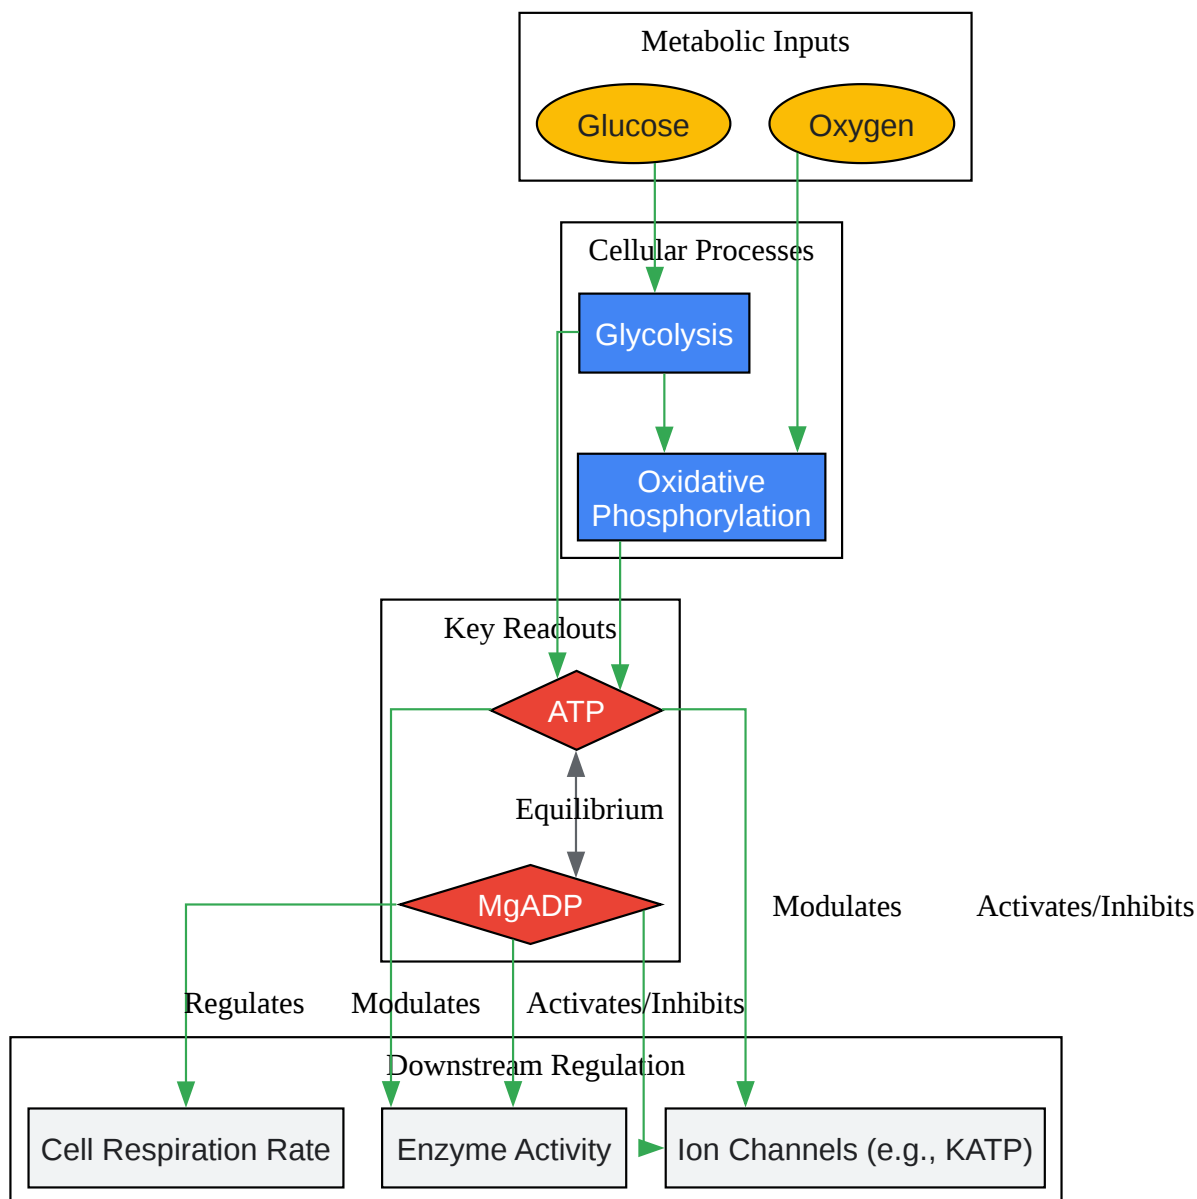 Metabolic Inputs
Glucose
Oxygen
Cellular Processes
Glycolysis
Oxidative
Phosphorylation
Key Readouts
ATP
Equilibrium
MgADP
Modulates
Activates/Inhibits
Regulates
Modulates
Activates/Inhibits
Downstream Regulation
Cell Respiration Rate
Enzyme Activity
Ion Channels (e.g., KATP)